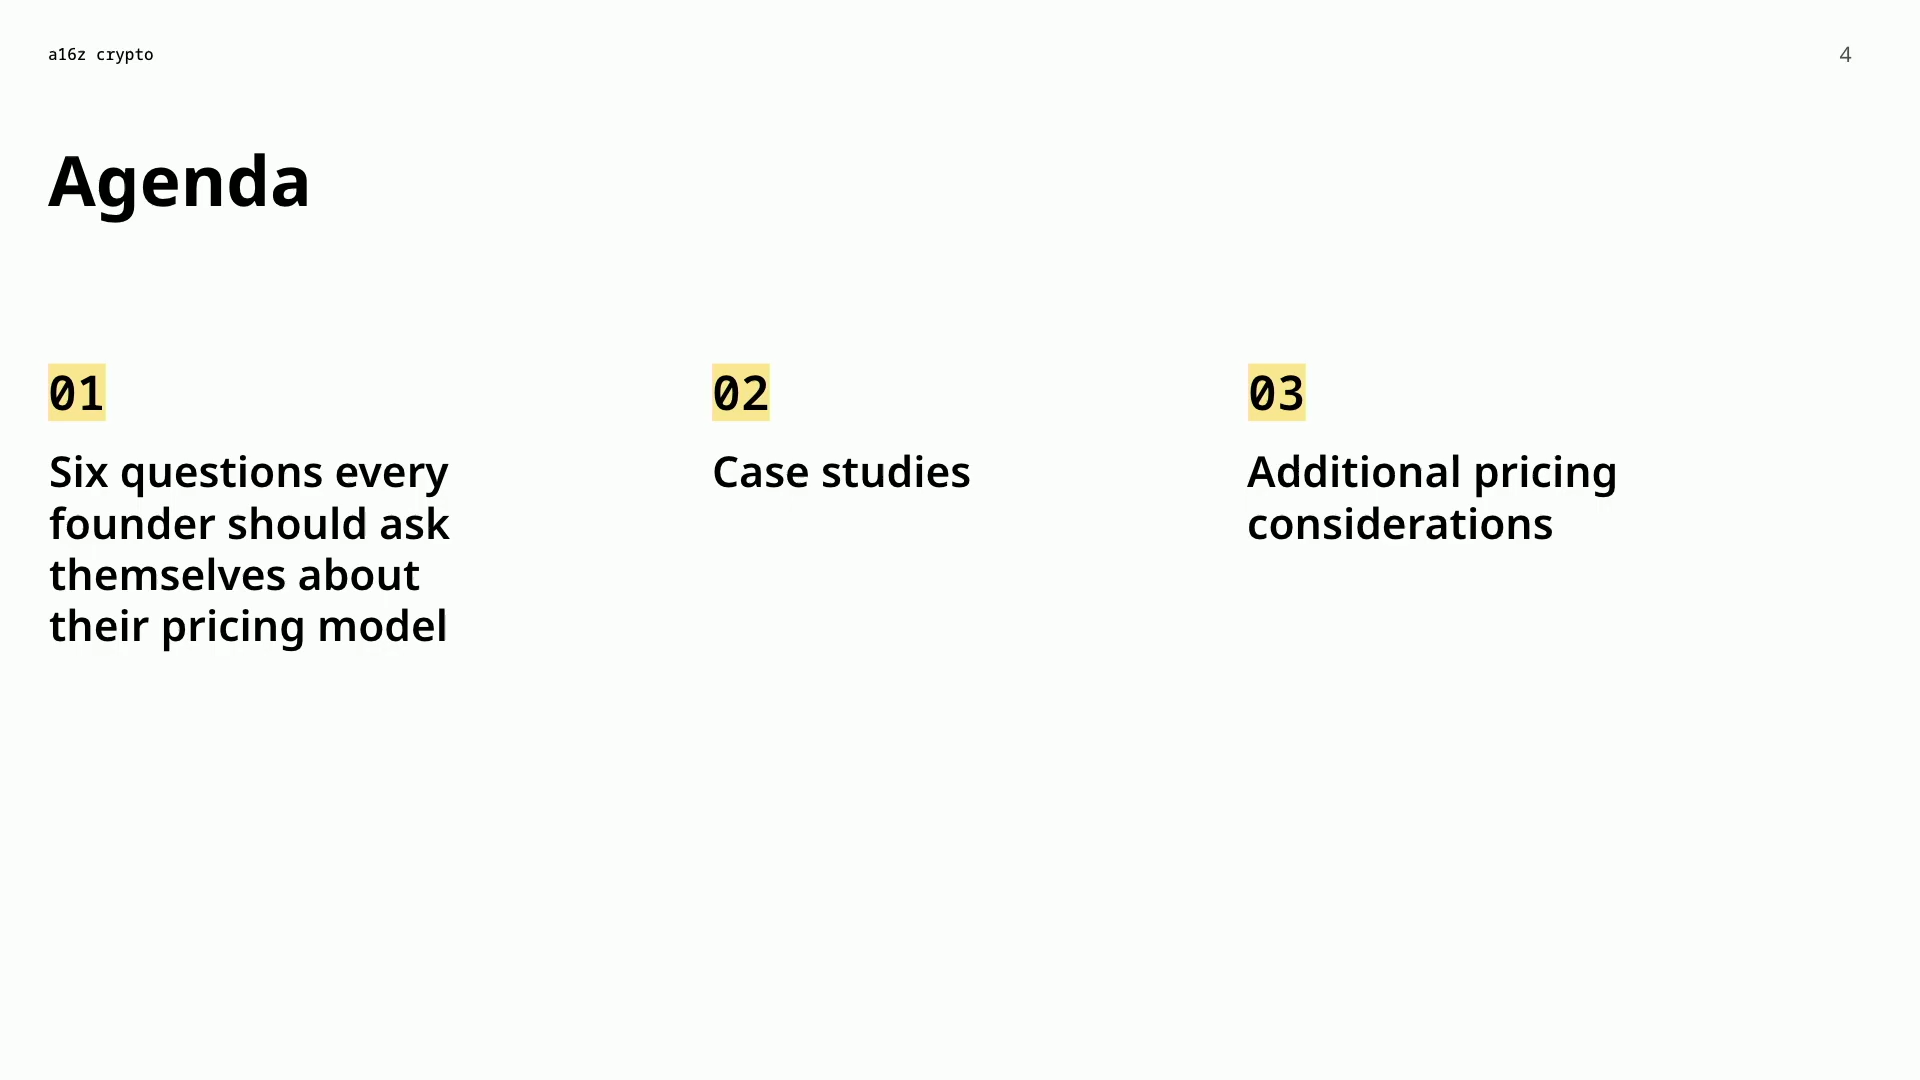 a16z crypto
4
Agenda
01
Six questions every
founder should ask
themselves about
their pricing model
02
Case studies
03
Additional pricing
considerations